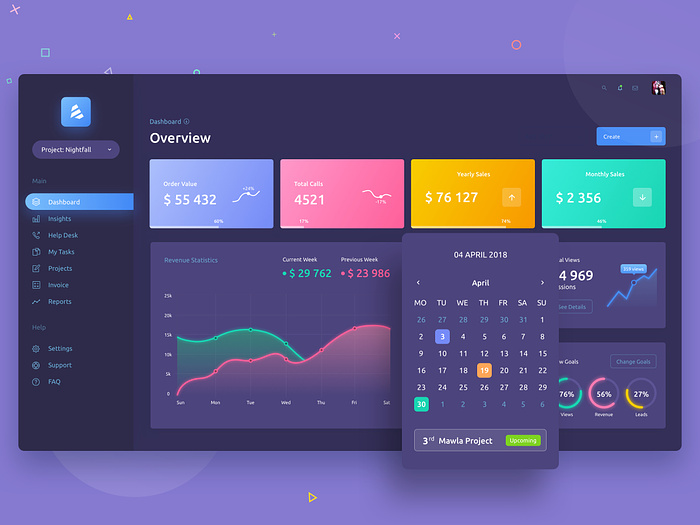 Dashboard
Overview
Create +
Project: Nightfall
Main
Dashboard
Insights
Help Desk
My Tasks
Projects
Invoice
Reports
Help
Settings
Support
FAQ
Order Value
$ 55 432
+24%
60%
Total Calls
4521
-17%
17%
Yearly Sales
$ 76 127
74%
Monthly Sales
$ 2 356
46%
Revenue Statistics
Current Week
$ 29 762
Previous Week
$ 23 986
25k
20k
15k
10k
5k
0
Sun Mon Tue Wed Thu Fri Sat
04 APRIL 2018
‹ April ›
MO TU WE TH FR SA SU
26 27 28 29 30 31 1
2 3 4 5 6 7 8
9 10 11 12 13 14 15
16 17 18 19 20 21 22
23 24 25 26 27 28 29
30 1 2 3 4 5 6
3rd Mawla Project Upcoming
al Views
4 969
ssions
359 views
ee Details
w Goals
Change Goals
76%
Views
56%
Revenue
27%
Leads